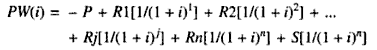 PW(i) = − P + R1[1/(1 + i)¹] + R2[1/(1 + i)²] + ...
+ Rj[1/(1 + i)ʲ] + Rn[1/(1 + i)ⁿ] + S[1/(1 + i)ⁿ]